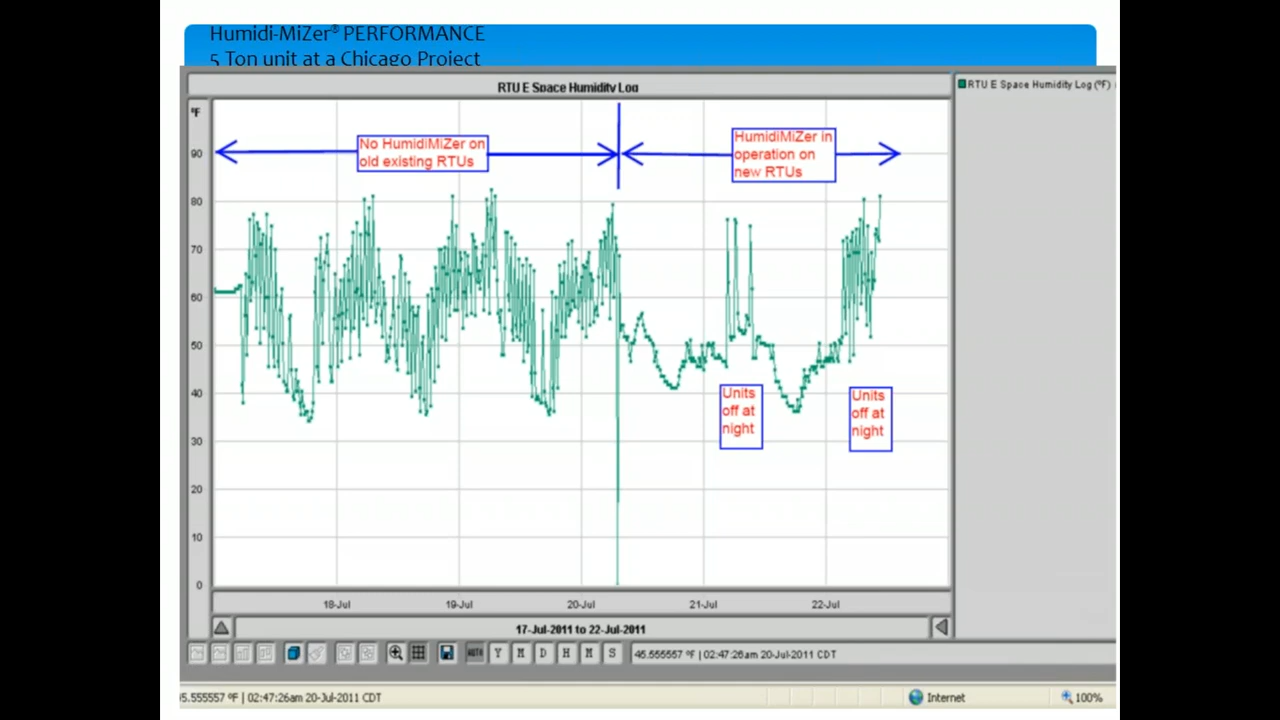 Humidi-MiZer® PERFORMANCE
5 Ton unit at a Chicago Project
RTU E Space Humidity Log
RTU E Space Humidity Log (°F)
°F
90
80
70
60
50
40
30
20
10
0
No HumidiMiZer on
old existing RTUs
HumidiMiZer in
operation on
new RTUs
Units
off at
night
Units
off at
night
18-Jul 19-Jul 20-Jul 21-Jul 22-Jul
17-Jul-2011 to 22-Jul-2011
AUTO Y M D H M S 45.555557 °F | 02:47:26am 20-Jul-2011 CDT
5.555557 °F | 02:47:26am 20-Jul-2011 CDT
Internet 100%